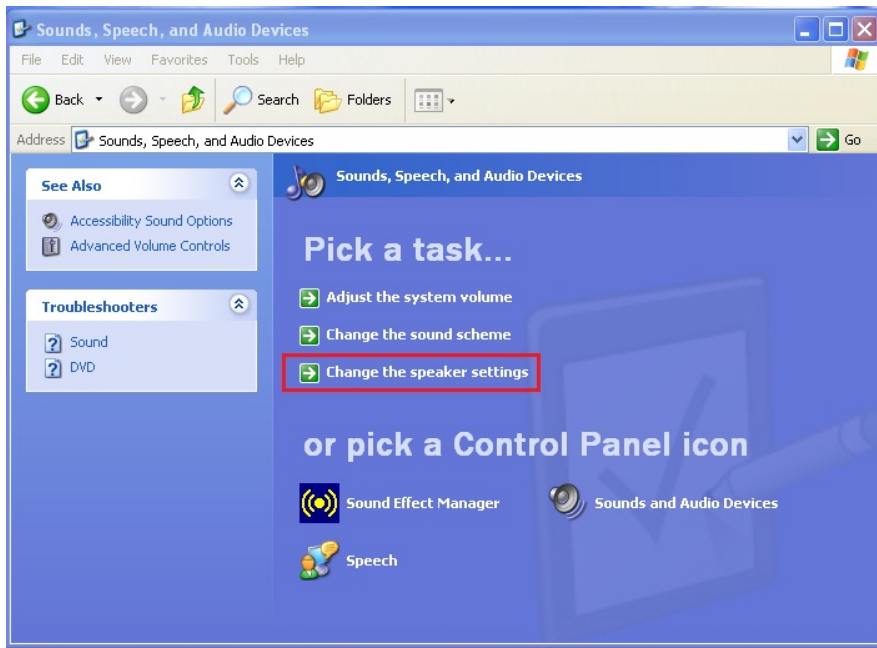 Sounds, Speech, and Audio Devices
File Edit View Favorites Tools Help
Back Search Folders
Address Sounds, Speech, and Audio Devices Go
See Also
Accessibility Sound Options
Advanced Volume Controls
Troubleshooters
Sound
DVD
Sounds, Speech, and Audio Devices
Pick a task...
Adjust the system volume
Change the sound scheme
Change the speaker settings
or pick a Control Panel icon
Sound Effect Manager Sounds and Audio Devices
Speech